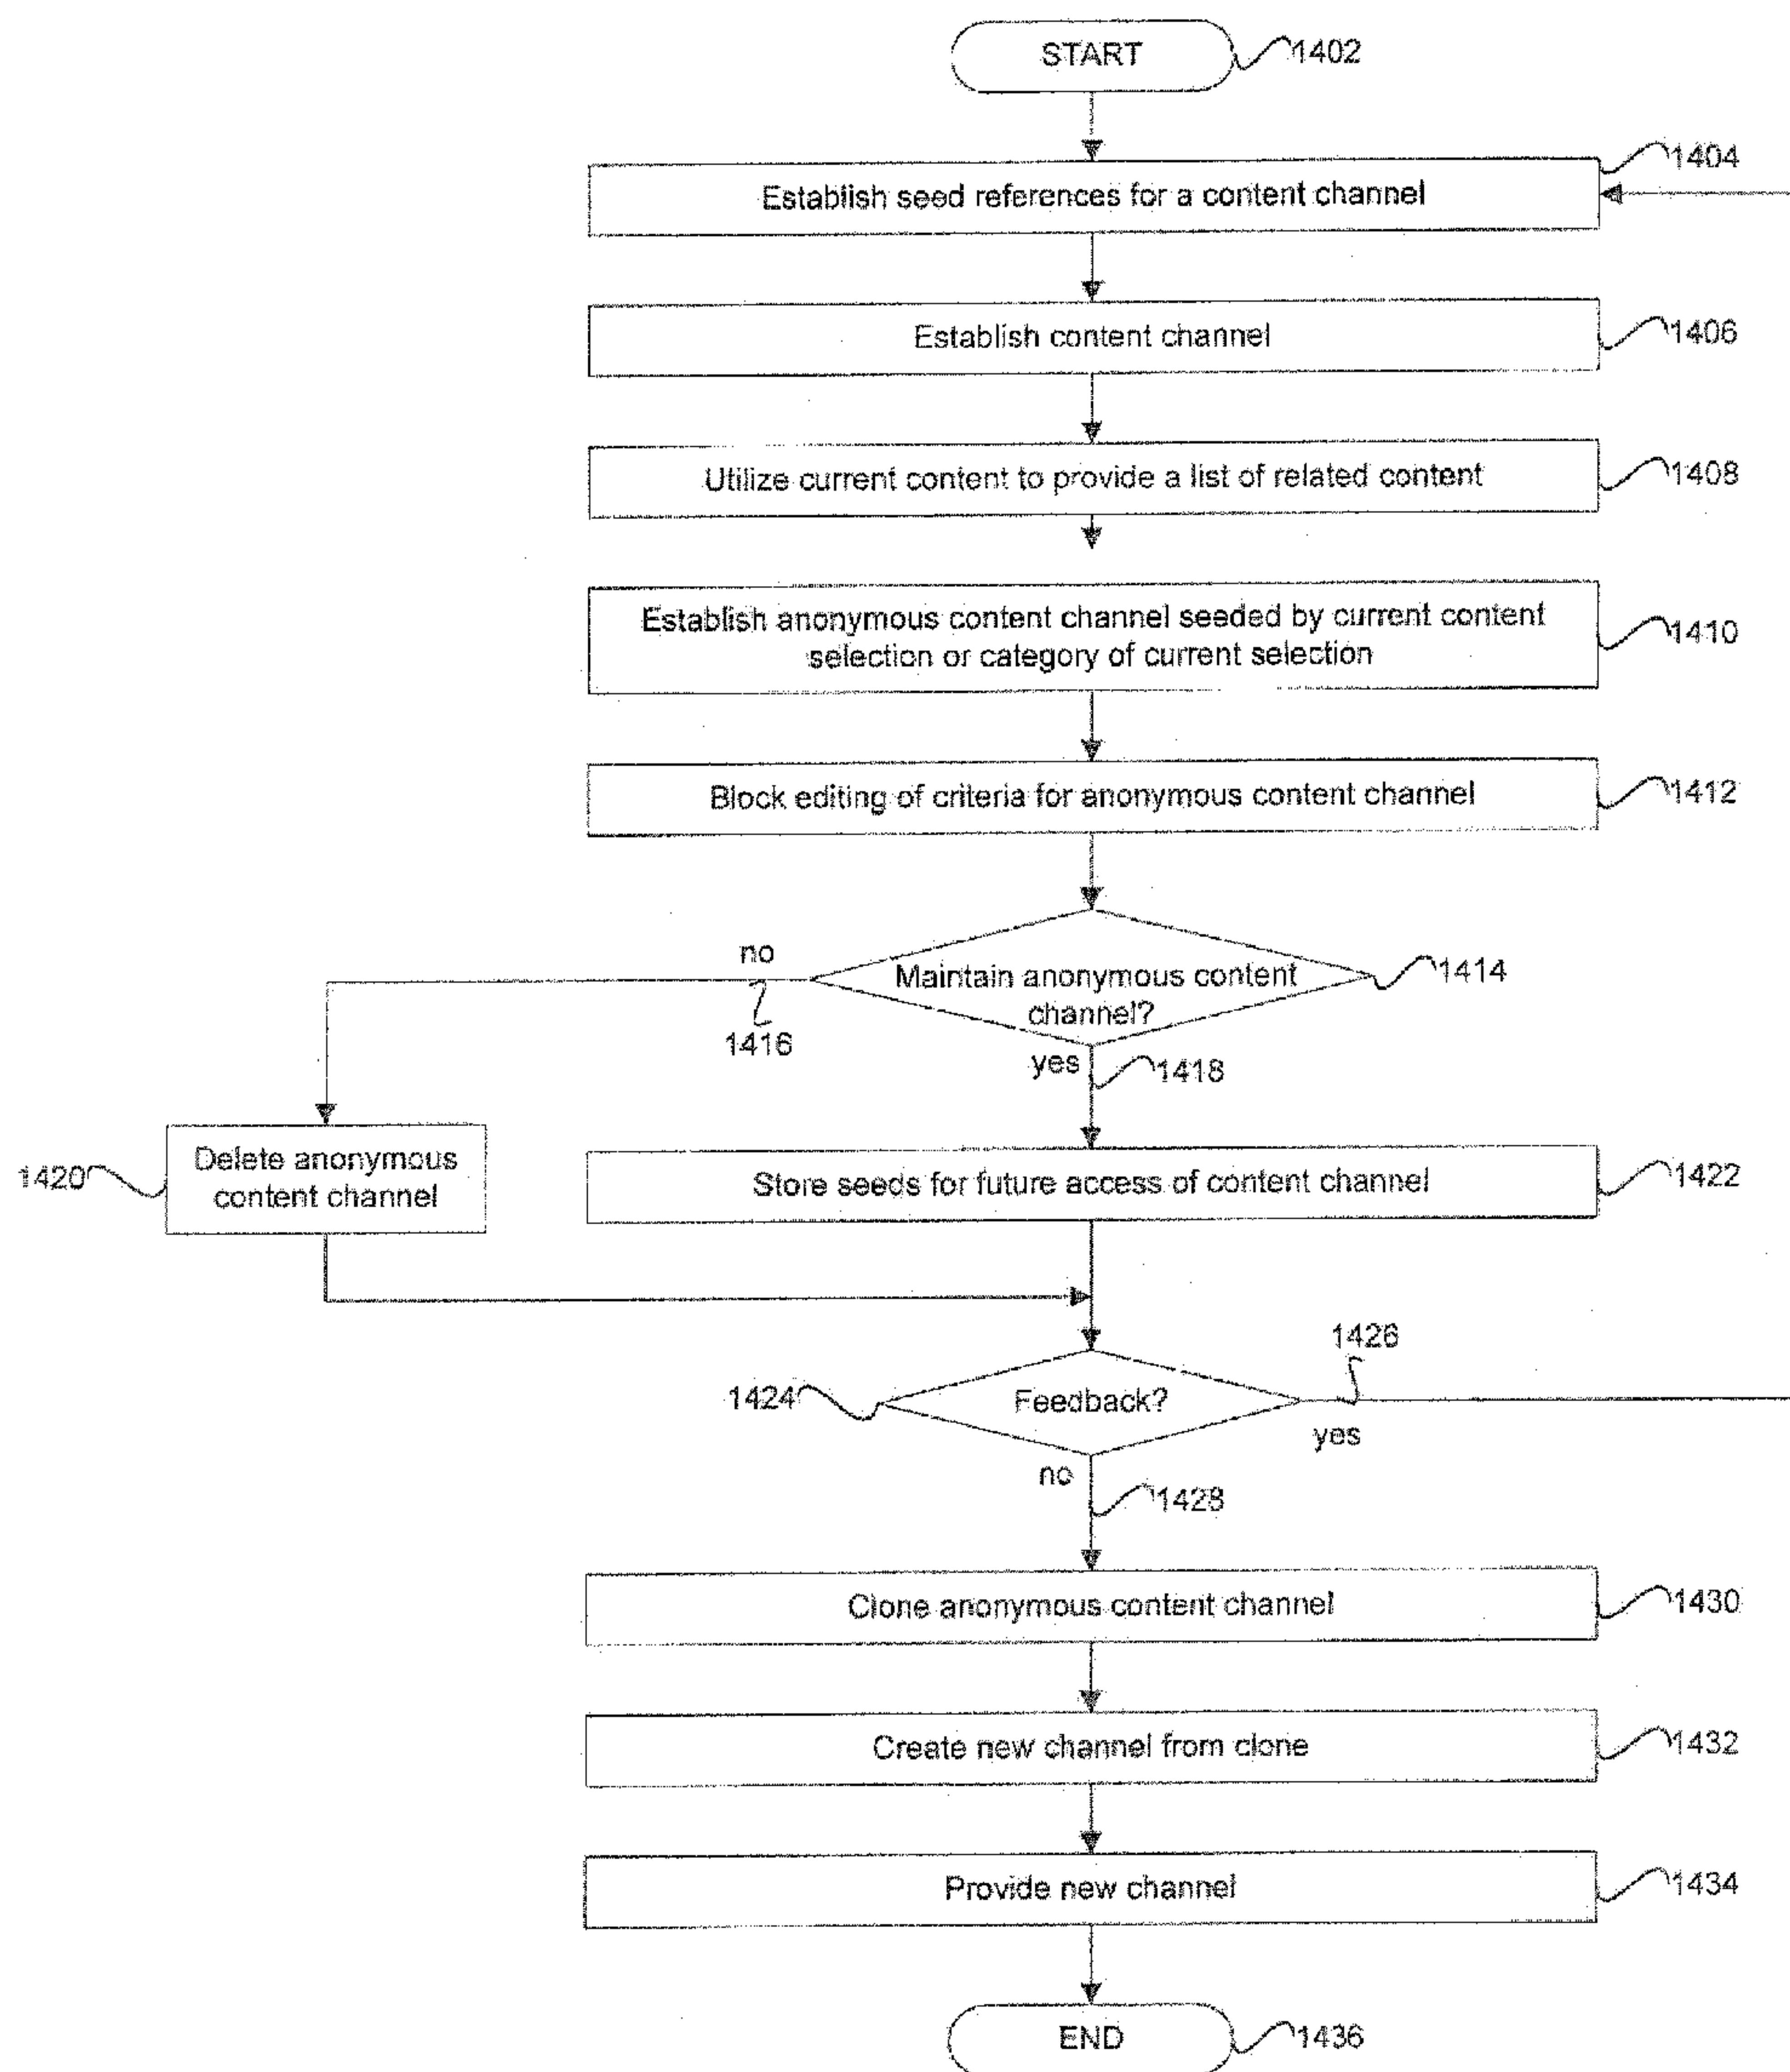 START
1402
Establish seed references for a content channel
1404
Establish content channel
1406
Utilize current content to provide a list of related content
1408
Establish anonymous content channel seeded by current content
selection or category of current selection
1410
Block editing of criteria for anonymous content channel
1412
no
Maintain anonymous content
channel?
1414
1416
yes
1418
1420
Delete anonymous
content channel
Store seeds for future access of content channel
1422
1426
1424
Feedback?
yes
no
1428
Clone anonymous content channel
1430
Create new channel from clone
1432
Provide new channel
1434
END
1436